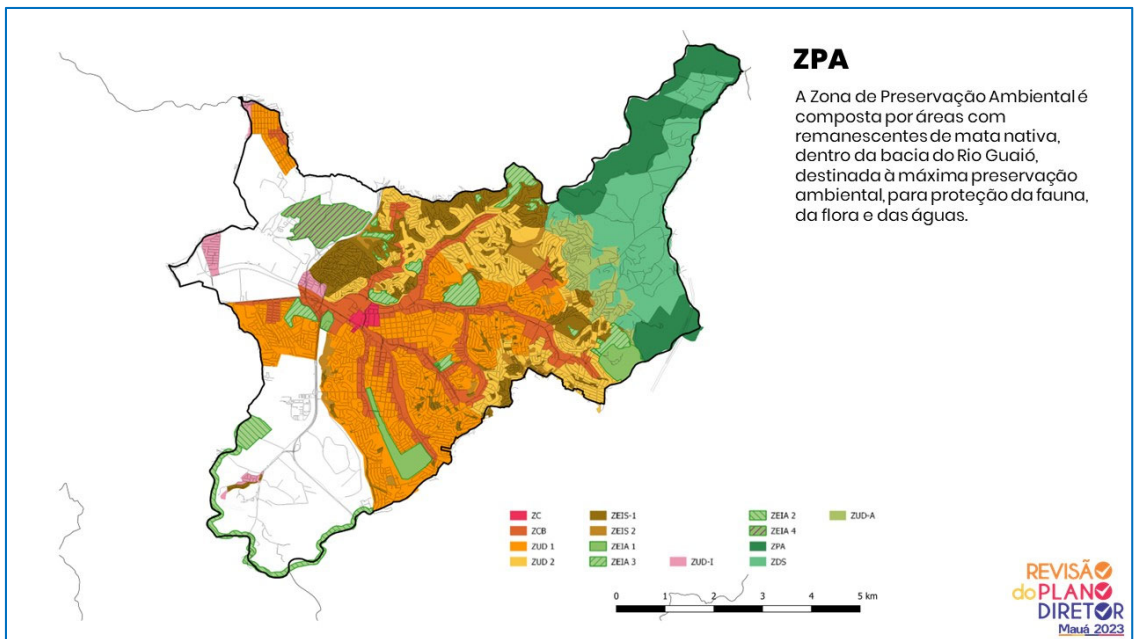 ZPA
A Zona de Preservação Ambiental é
composta por áreas com
remanescentes de mata nativa,
dentro da bacia do Rio Guaió,
destinada à máxima preservação
ambiental, para proteção da fauna,
da flora e das águas.
ZC
ZCB
ZUD 1
ZUD 2
ZEIS-1
ZEIS 2
ZEIA 1
ZEIA 3
ZUD-I
ZEIA 2
ZEIA 4
ZPA
ZDS
ZUD-A
0 1 2 3 4 5 km
REVISÃO
do PLANO
DIRETOR
Mauá 2023